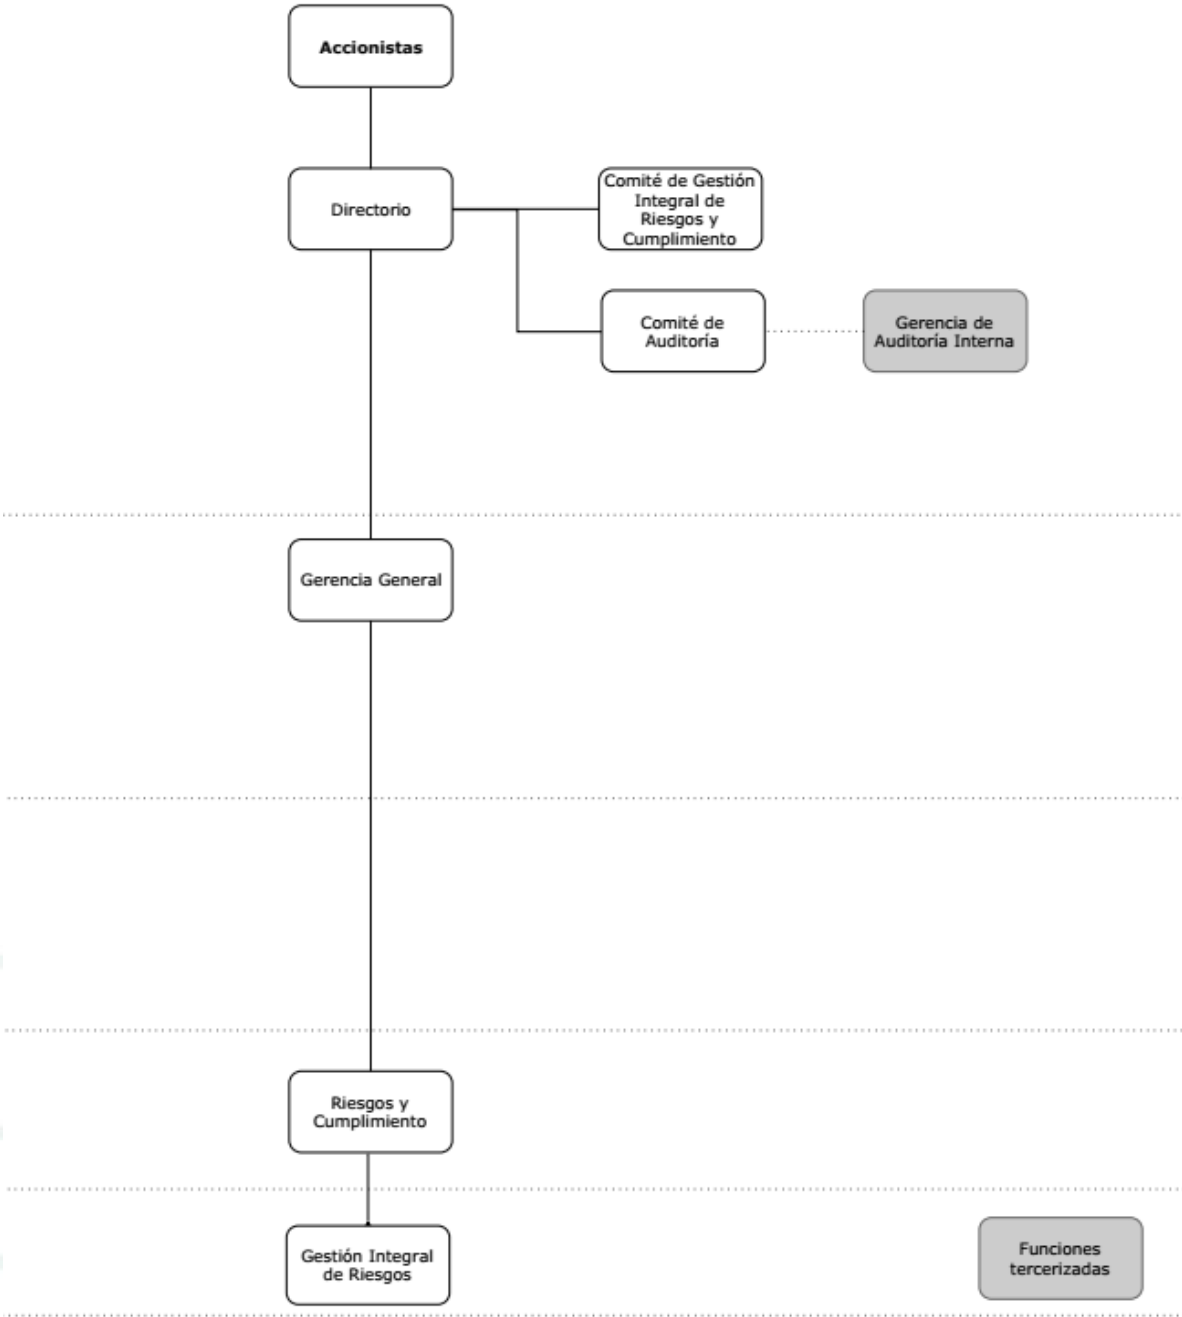 Accionistas
Directorio
Comité de Gestión
Integral de
Riesgos y
Cumplimiento
Comité de
Auditoría
Gerencia de
Auditoría Interna
Gerencia General
Riesgos y
Cumplimiento
Gestión Integral
de Riesgos
Funciones
tercerizadas